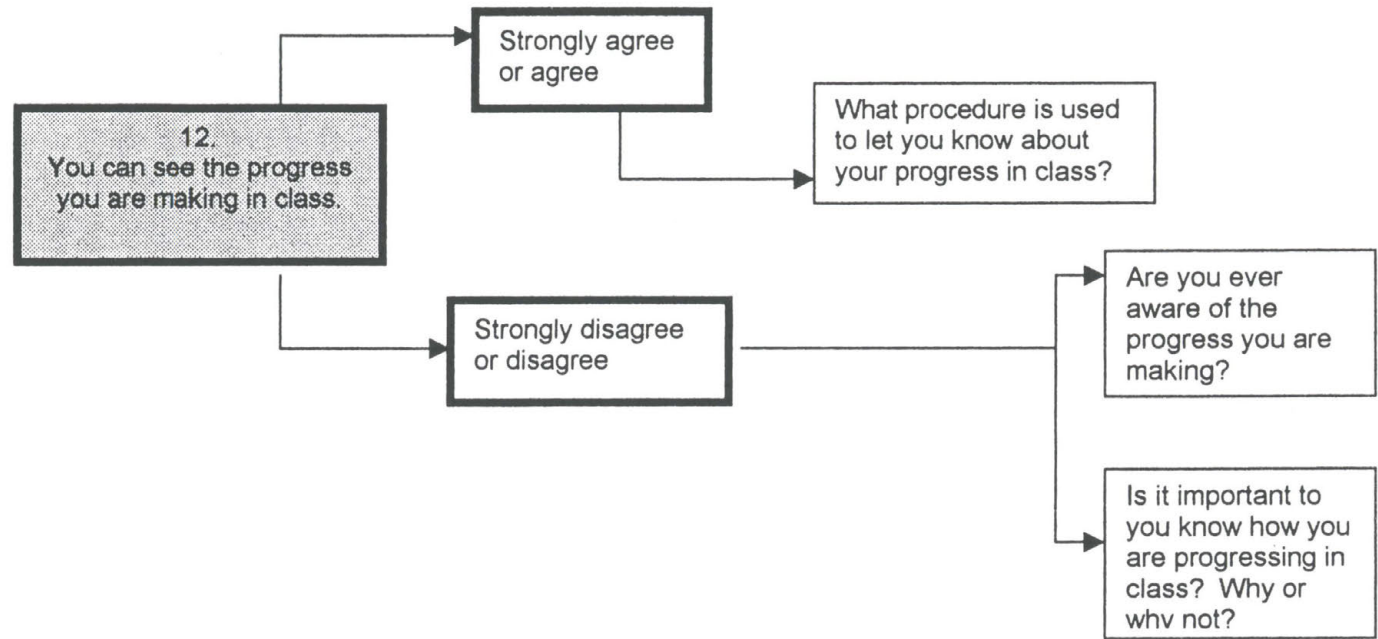 12.
You can see the progress
you are making in class.
Strongly agree
or agree
What procedure is used
to let you know about
your progress in class?
Strongly disagree
or disagree
Are you ever
aware of the
progress you are
making?
Is it important to
you know how you
are progressing in
class? Why or
why not?